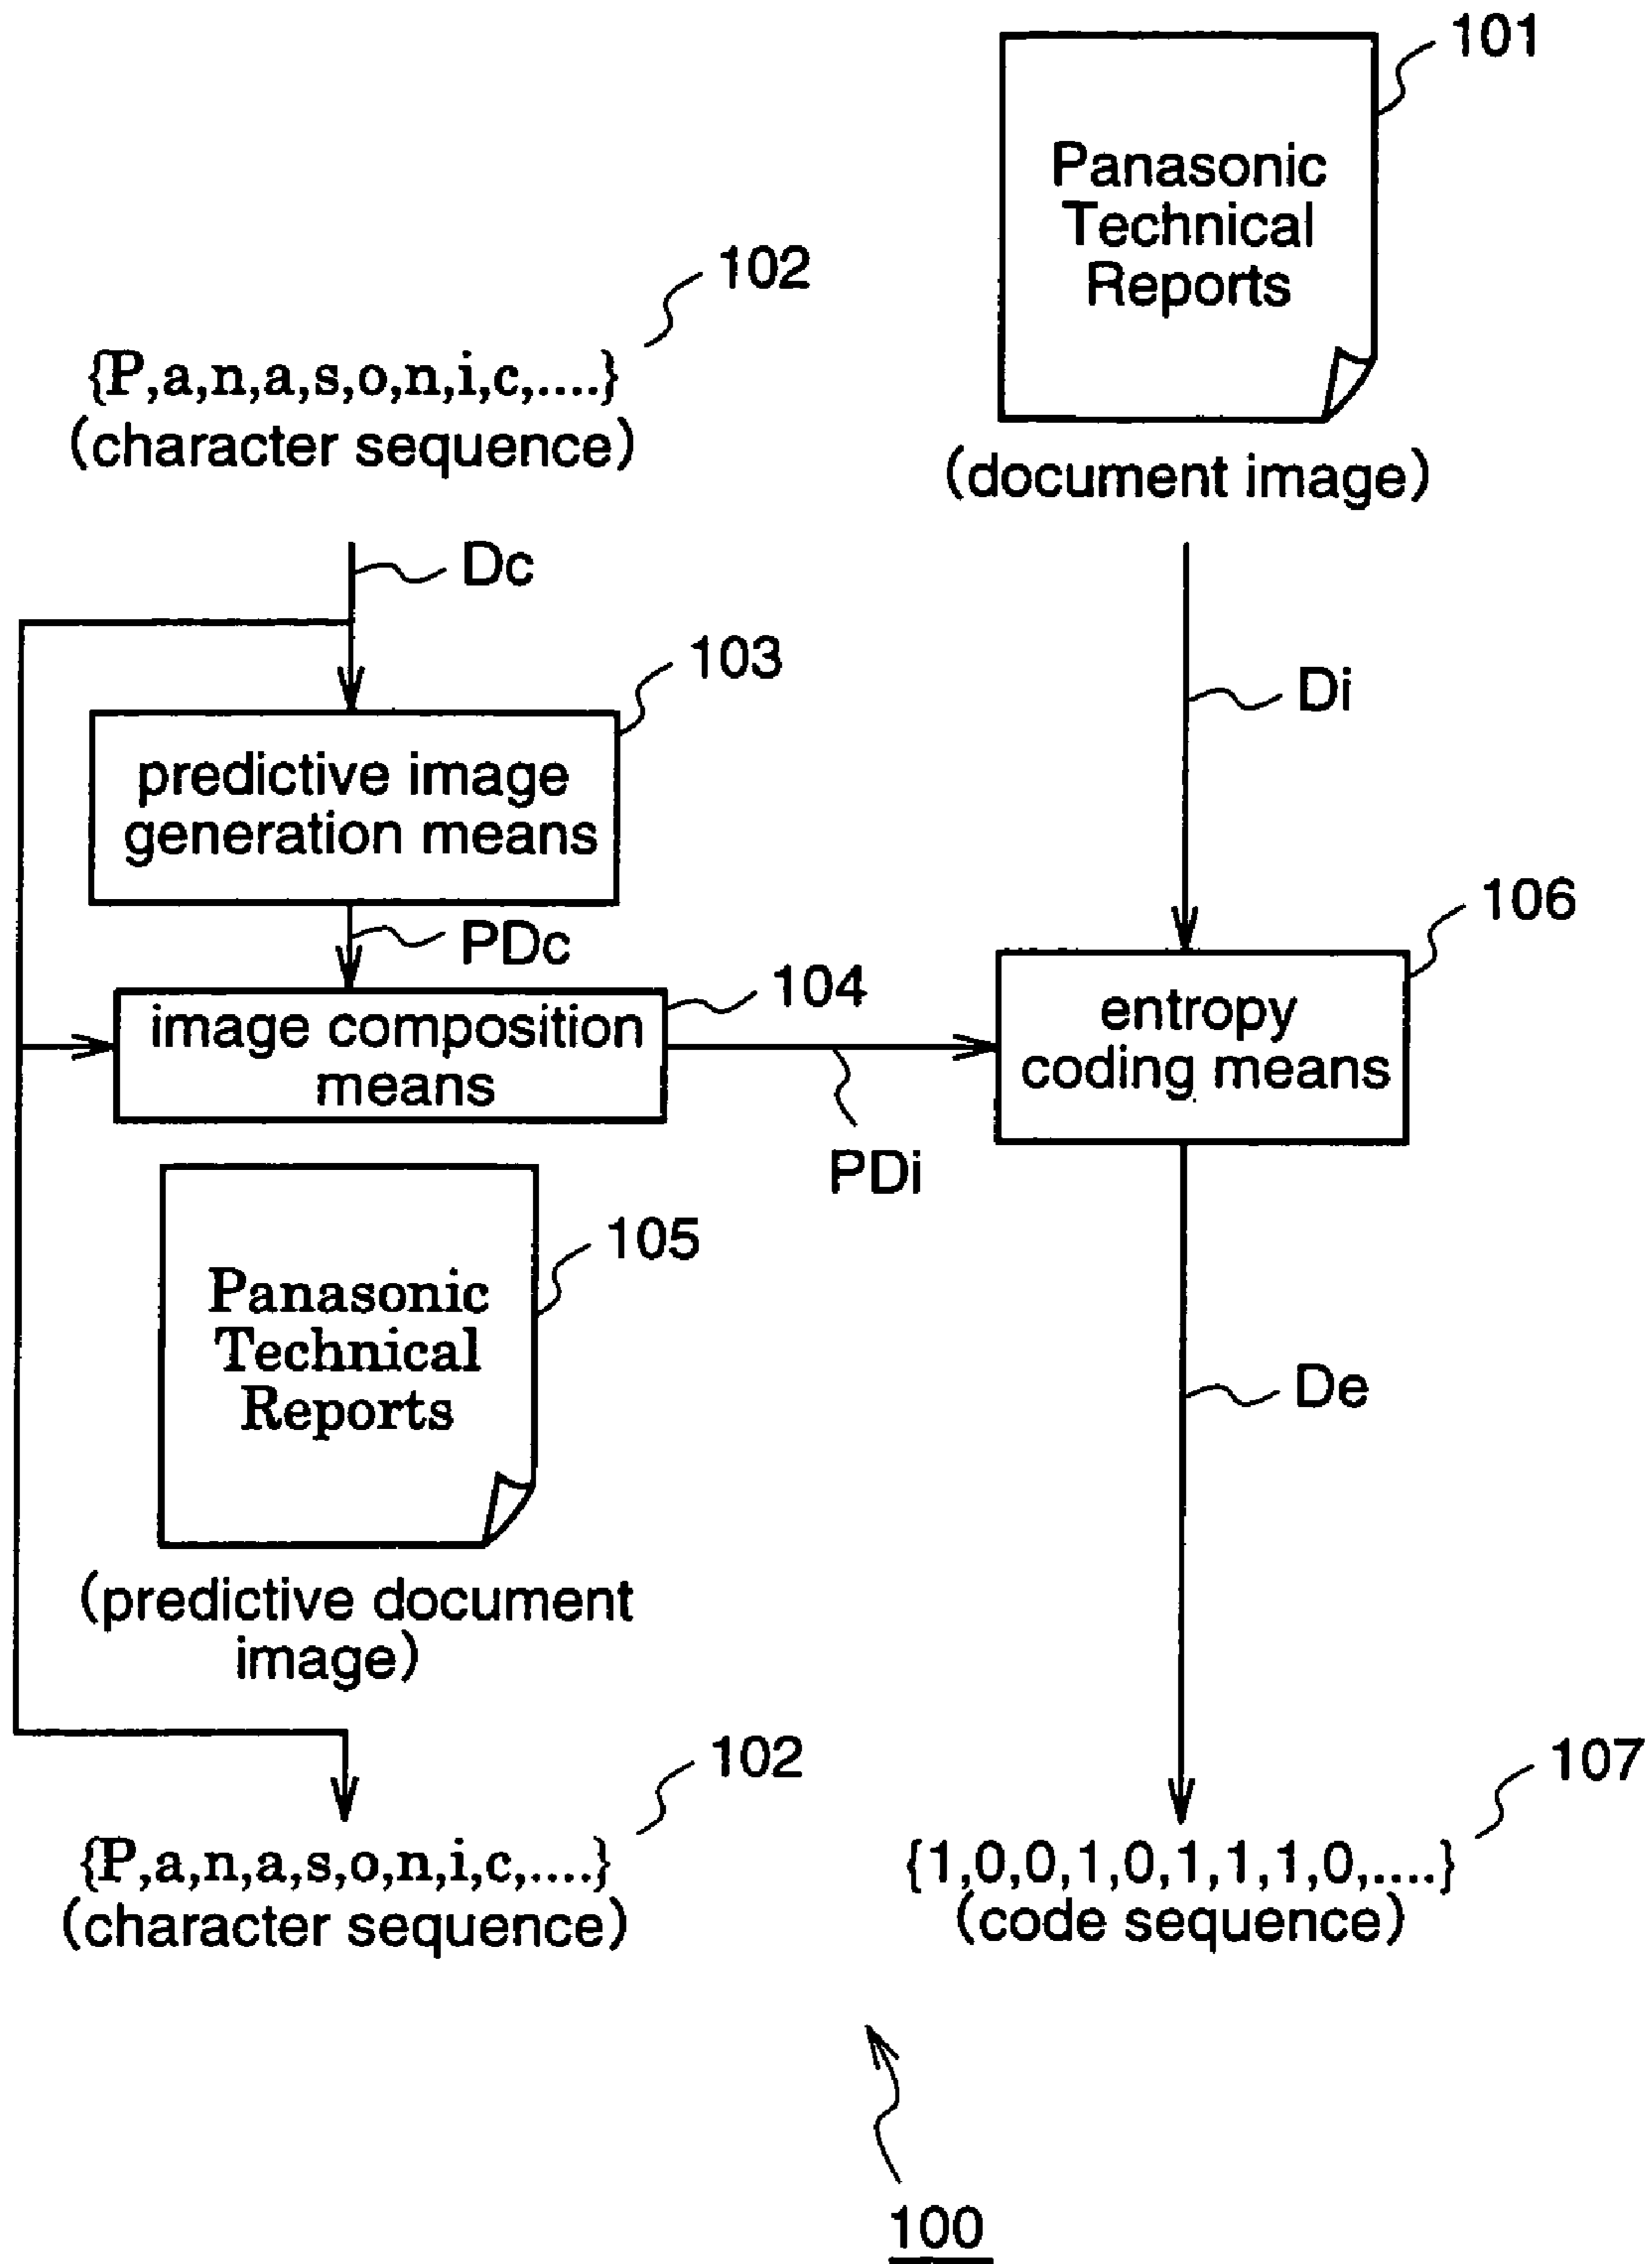 101
Panasonic
Technical
Reports
(document image)
102
{P,a,n,a,s,o,n,i,c,....}
(character sequence)
Dc
Di
103
predictive image
generation means
PDc
104
image composition
means
PDi
106
entropy
coding means
105
Panasonic
Technical
Reports
(predictive document
image)
De
102
{P,a,n,a,s,o,n,i,c,....}
(character sequence)
107
{1,0,0,1,0,1,1,1,0,....}
(code sequence)
100